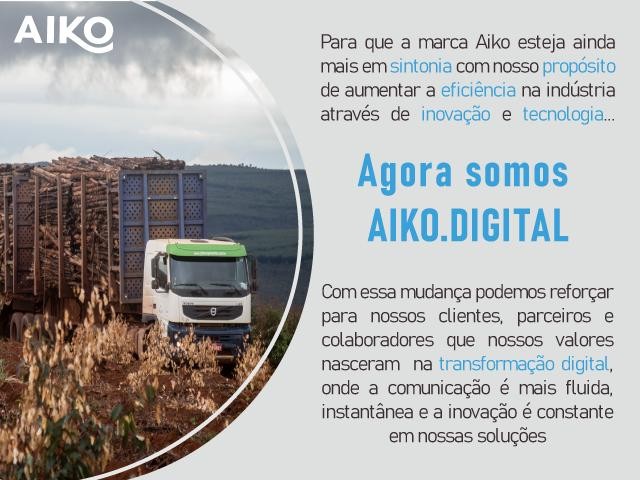 AIKO
Para que a marca Aiko esteja ainda
mais em sintonia com nosso propósito
de aumentar a eficiência na indústria
através de inovação e tecnologia...
Agora somos
AIKO.DIGITAL
Com essa mudança podemos reforçar
para nossos clientes, parceiros e
colaboradores que nossos valores
nasceram na transformação digital,
onde a comunicação é mais fluida,
instantânea e a inovação é constante
em nossas soluções